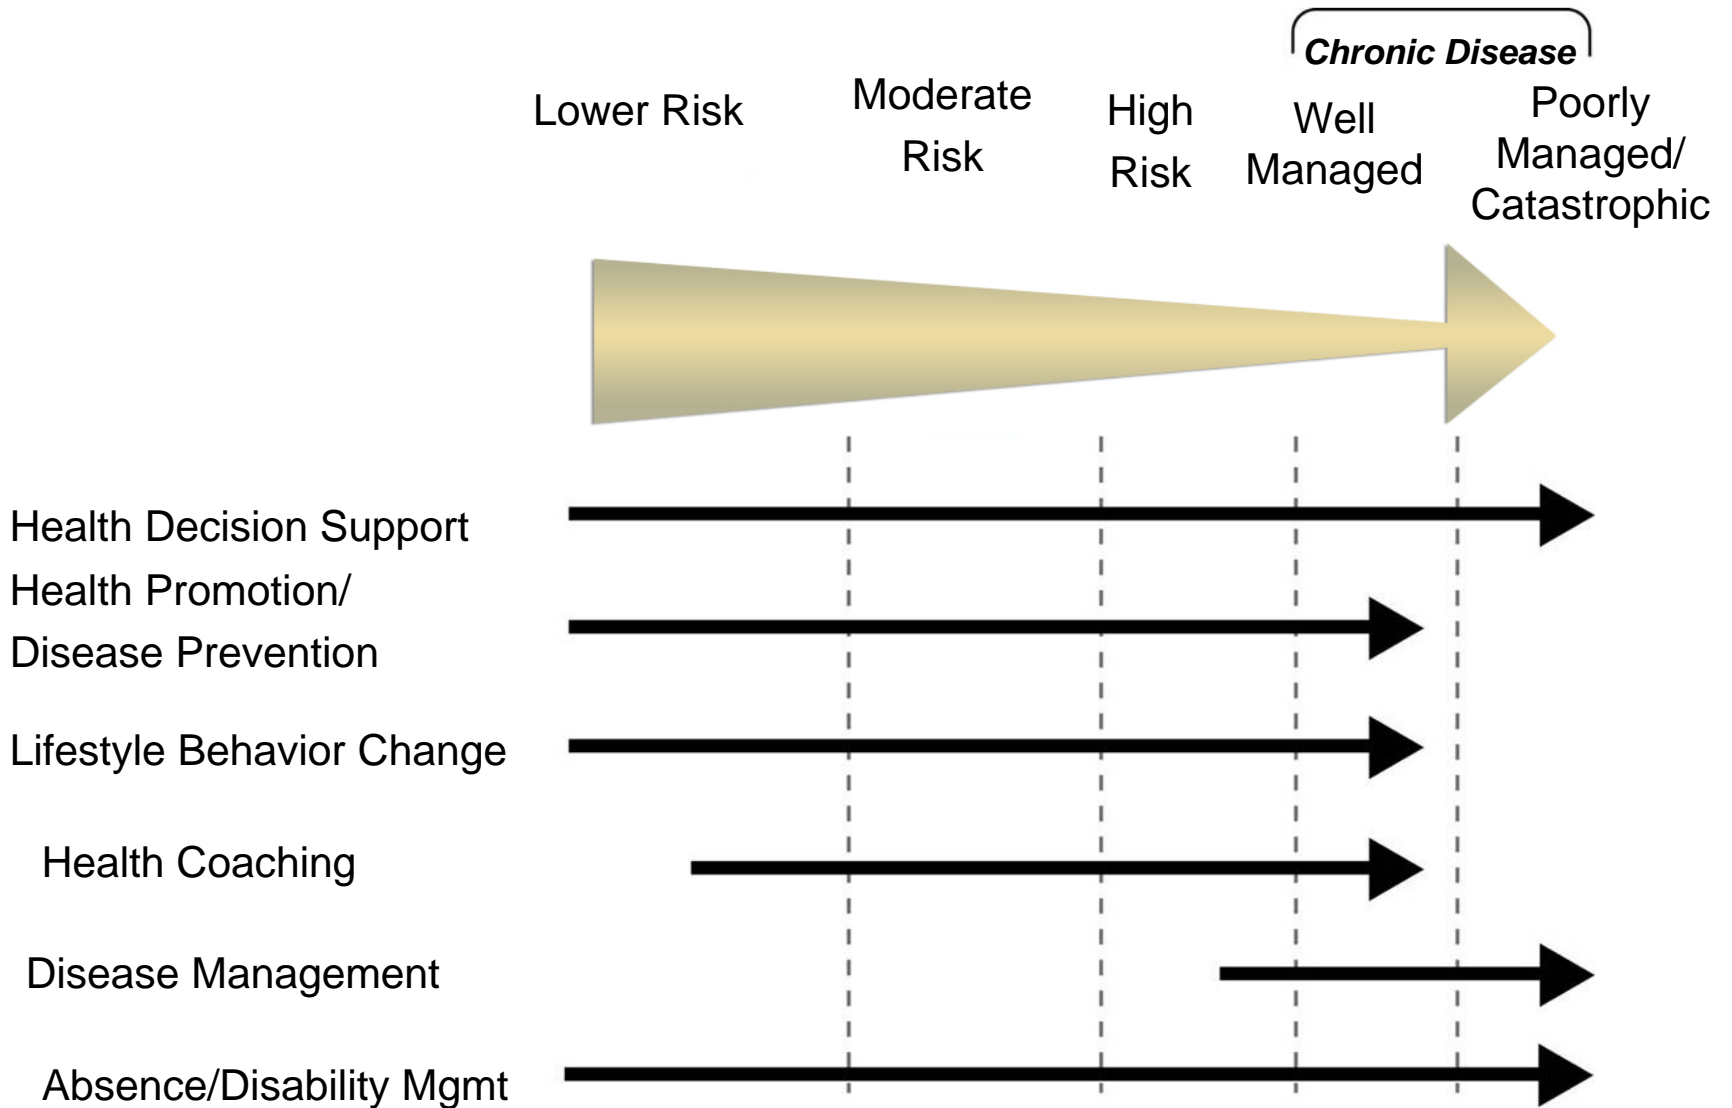 Chronic Disease
Lower Risk
Moderate
Risk
High
Risk
Well
Managed
Poorly
Managed/
Catastrophic
Health Decision Support
Health Promotion/
Disease Prevention
Lifestyle Behavior Change
Health Coaching
Disease Management
Absence/Disability Mgmt